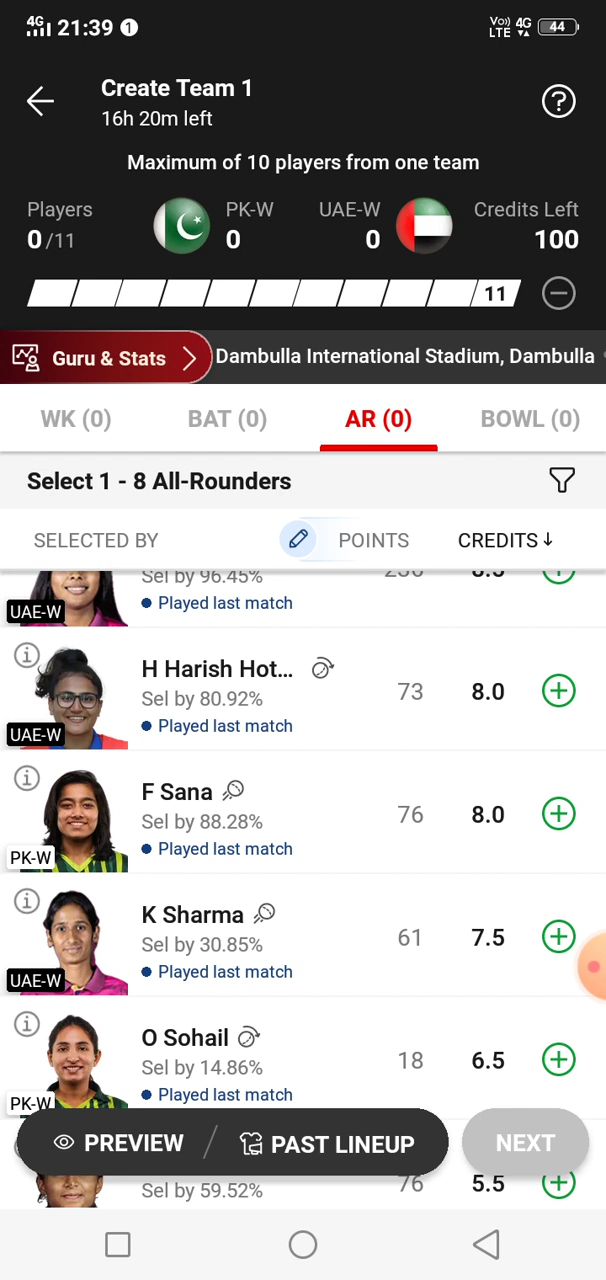 4G 21:39 1 Vo) LTE 4G 44
Create Team 1
16h 20m left
Maximum of 10 players from one team
Players PK-W UAE-W Credits Left
0/11 0 0 100
11
Guru & Stats Dambulla International Stadium, Dambulla
WK (0) BAT (0) AR (0) BOWL (0)
Select 1 - 8 All-Rounders
SELECTED BY POINTS CREDITS↓
Sel by 96.45% 236 8.5
UAE-W Played last match
H Harish Hot...
Sel by 80.92% 73 8.0
UAE-W Played last match
F Sana
Sel by 88.28% 76 8.0
PK-W Played last match
K Sharma
Sel by 30.85% 61 7.5
UAE-W Played last match
O Sohail
Sel by 14.86% 18 6.5
PK-W Played last match
PREVIEW / PAST LINEUP NEXT
Sel by 59.52% 76 5.5